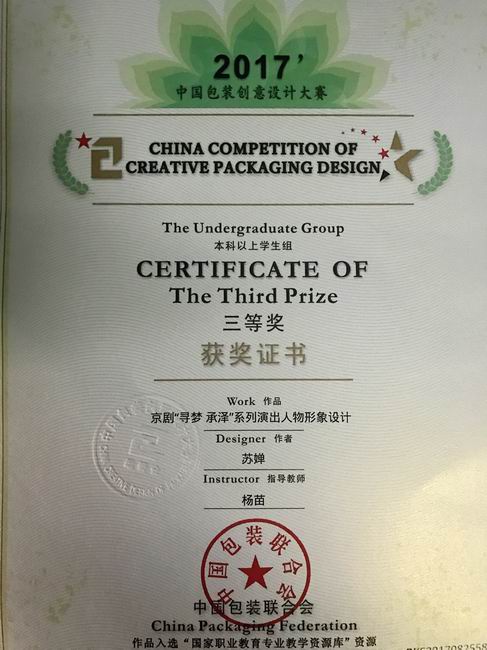 2017'
中国包装创意设计大赛
CHINA COMPETITION OF
CREATIVE PACKAGING DESIGN
The Undergraduate Group
本科以上学生组
CERTIFICATE OF
The Third Prize
三等奖
获奖证书
Work 作品
京剧“寻梦 承泽”系列演出人物形象设计
Designer 作者
苏婵
Instructor 指导教师
杨苗
中国包装联合会
中国包装联合会
China Packaging Federation
作品入选“国家职业教育专业教学资源库”资源